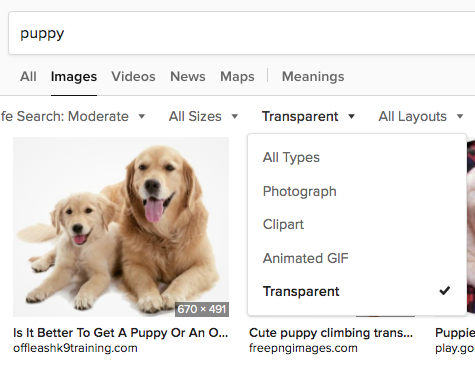 puppy
All Images Videos News Maps Meanings
fe Search: Moderate All Sizes Transparent All Layouts
All Types
Photograph
Clipart
Animated GIF
Transparent
670 × 491
Is It Better To Get A Puppy Or An O...
offleashk9training.com
Cute puppy climbing trans...
freepngimages.com
Puppie
play.go